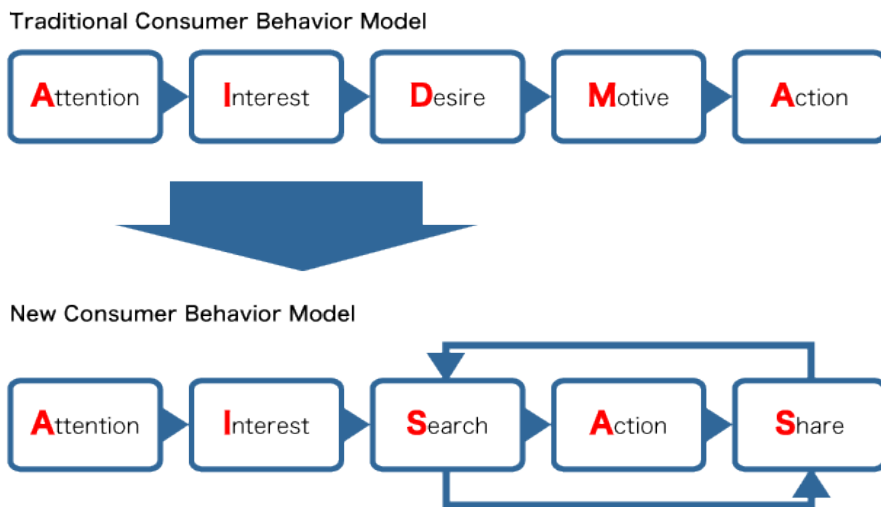 Traditional Consumer Behavior Model
Attention Interest Desire Motive Action
New Consumer Behavior Model
Attention Interest Search Action Share